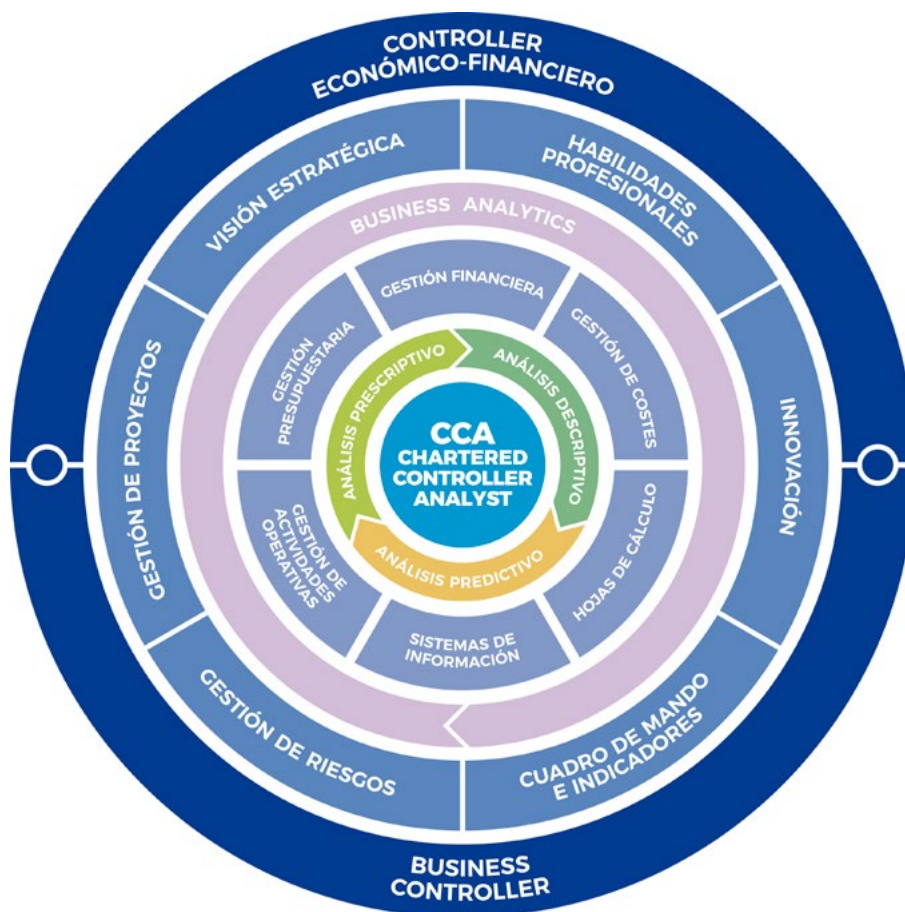 CONTROLLER
ECONÓMICO-FINANCIERO
VISIÓN ESTRATÉGICA
HABILIDADES
PROFESIONALES
INNOVACIÓN
CUADRO DE MANDO
E INDICADORES
GESTIÓN DE RIESGOS
GESTIÓN DE PROYECTOS
BUSINESS ANALYTICS
GESTIÓN FINANCIERA
GESTIÓN DE COSTES
HOJAS DE CÁLCULO
SISTEMAS DE
INFORMACIÓN
GESTIÓN DE
ACTIVIDADES
OPERATIVAS
GESTIÓN
PRESUPUESTARIA
ANÁLISIS PRESCRIPTIVO
ANÁLISIS DESCRIPTIVO
ANÁLISIS PREDICTIVO
CCA
CHARTERED
CONTROLLER
ANALYST
BUSINESS
CONTROLLER